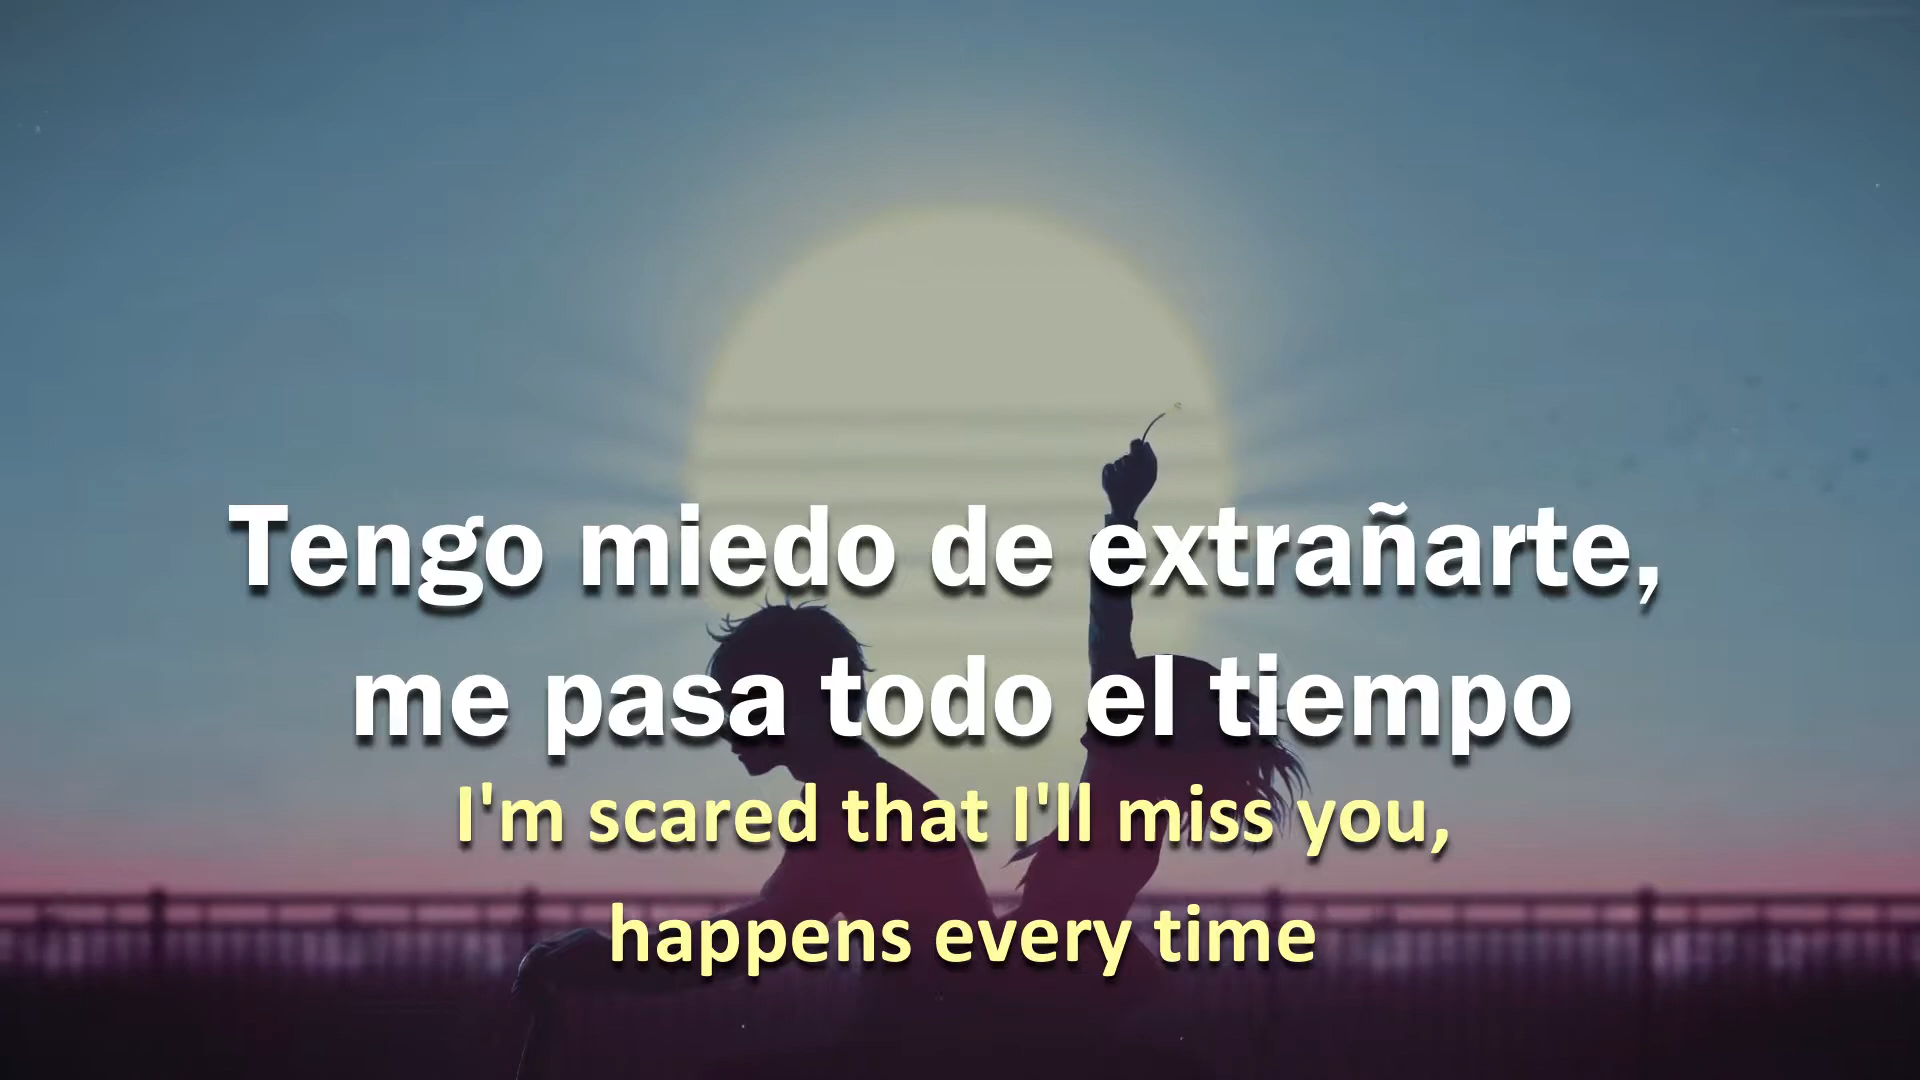 Tengo miedo de extrañarte,
me pasa todo el tiempo
I'm scared that I'll miss you,
happens every time